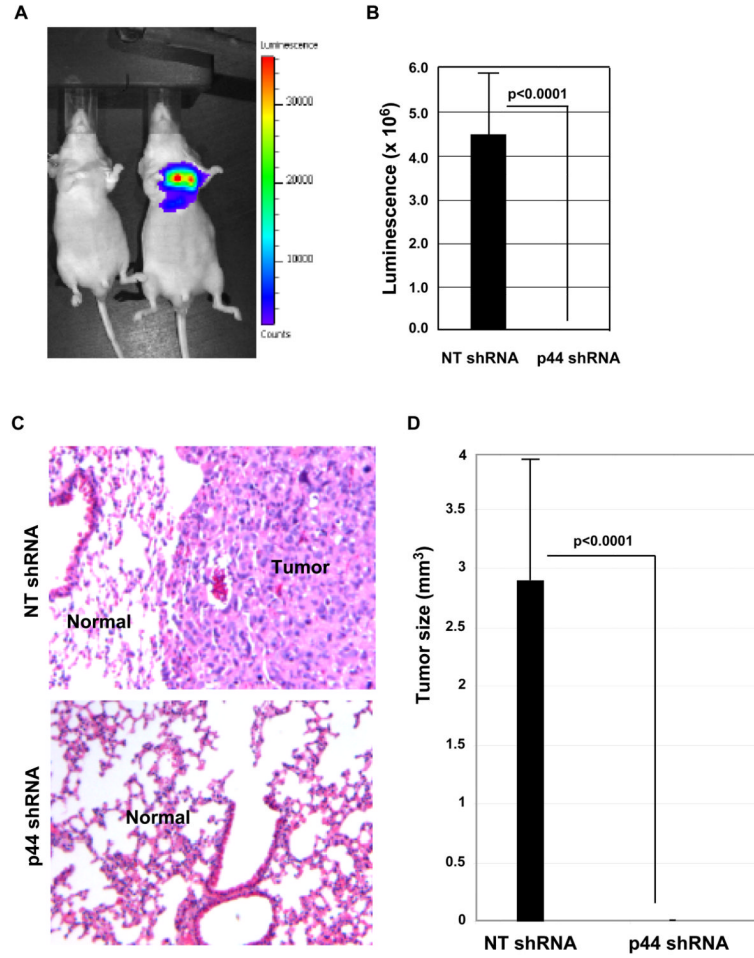 A
Luminescence
30000
20000
10000
Counts
B
Luminescence (x 10⁶)
6.0
5.0
4.0
3.0
2.0
1.0
0.0
p<0.0001
NT shRNA
p44 shRNA
C
NT shRNA
Normal
Tumor
p44 shRNA
Normal
D
Tumor size (mm³)
4
3.5
3
2.5
2
1.5
1
0.5
0
p<0.0001
NT shRNA
p44 shRNA